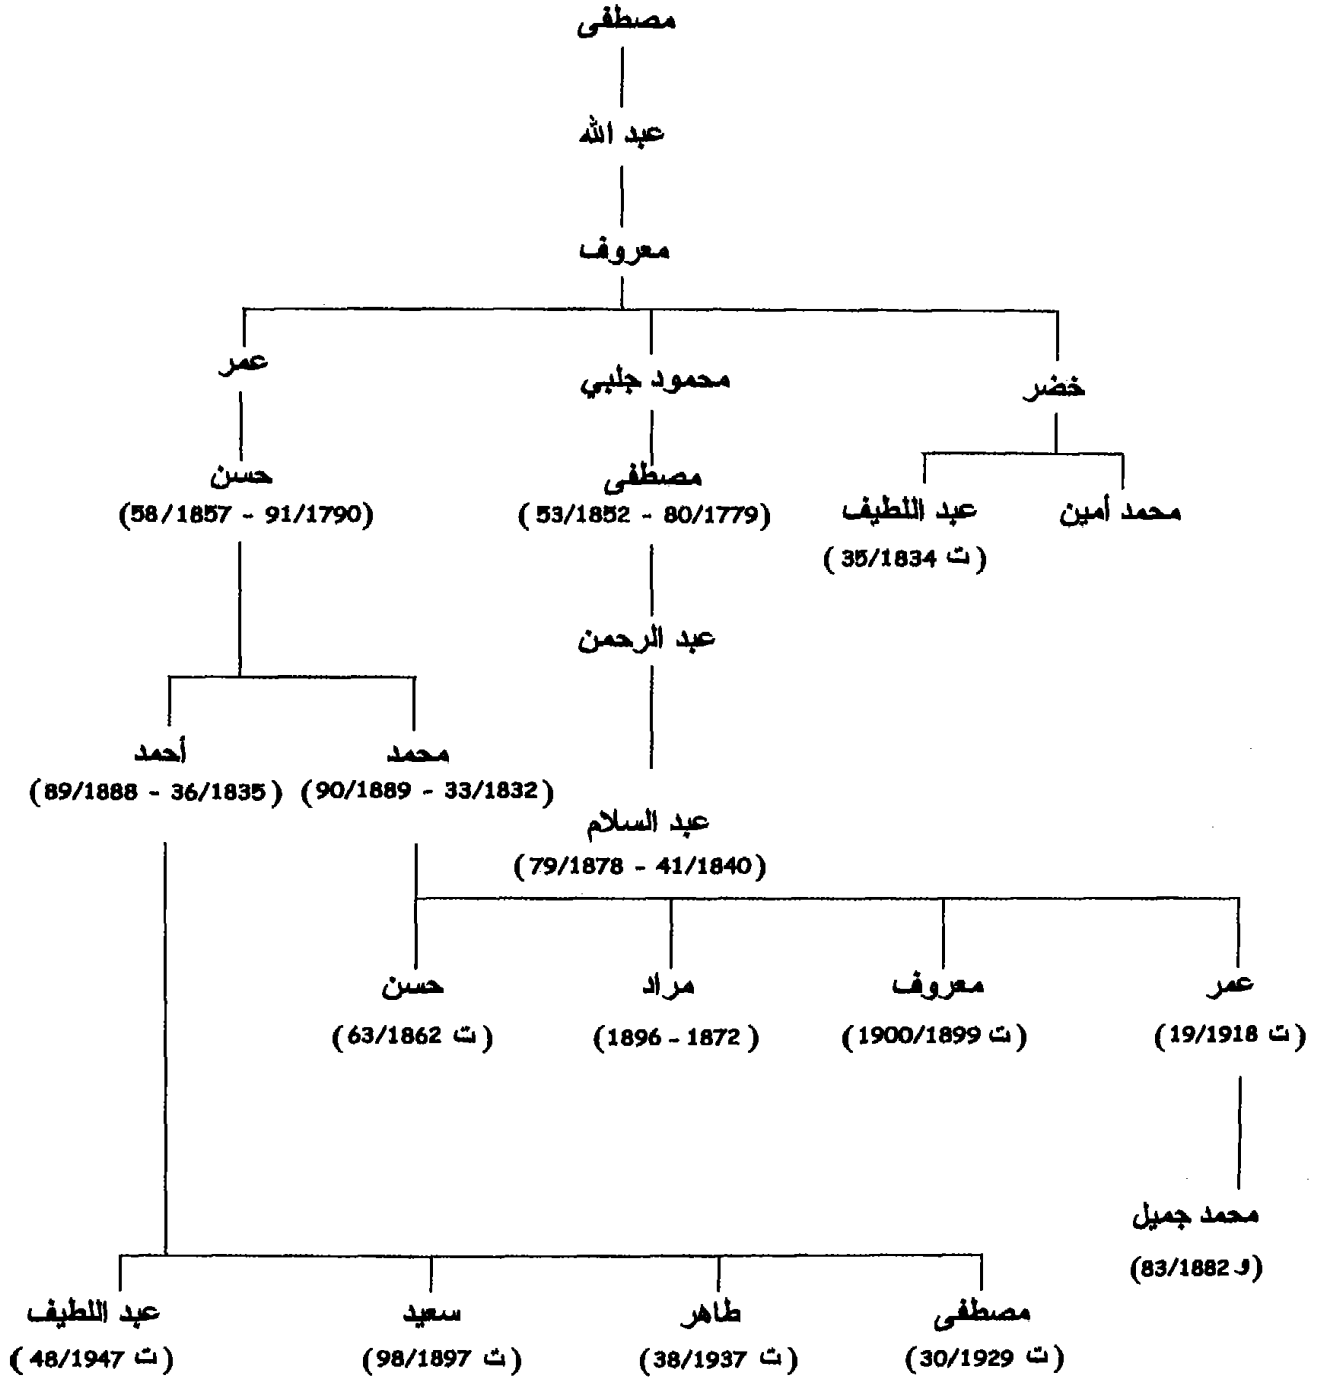 مصطفى
عبد الله
معروف
خضر
محمود جلبي
عمر
محمد أمين
عبد اللطيف
(ت 35/1834)
مصطفى
(53/1852 - 80/1779)
حسن
(58/1857 - 91/1790)
عبد الرحمن
محمد
(90/1889 - 33/1832)
أحمد
(89/1888 - 36/1835)
عبد السلام
(79/1878 - 41/1840)
عمر
(ت 19/1918)
معروف
(ت 1900/1899)
مراد
(1896 - 1872)
حسن
(ت 63/1862)
محمد جميل
(و 83/1882)
مصطفى
(ت 30/1929)
طاهر
(ت 38/1937)
سعيد
(ت 98/1897)
عبد اللطيف
(ت 48/1947)